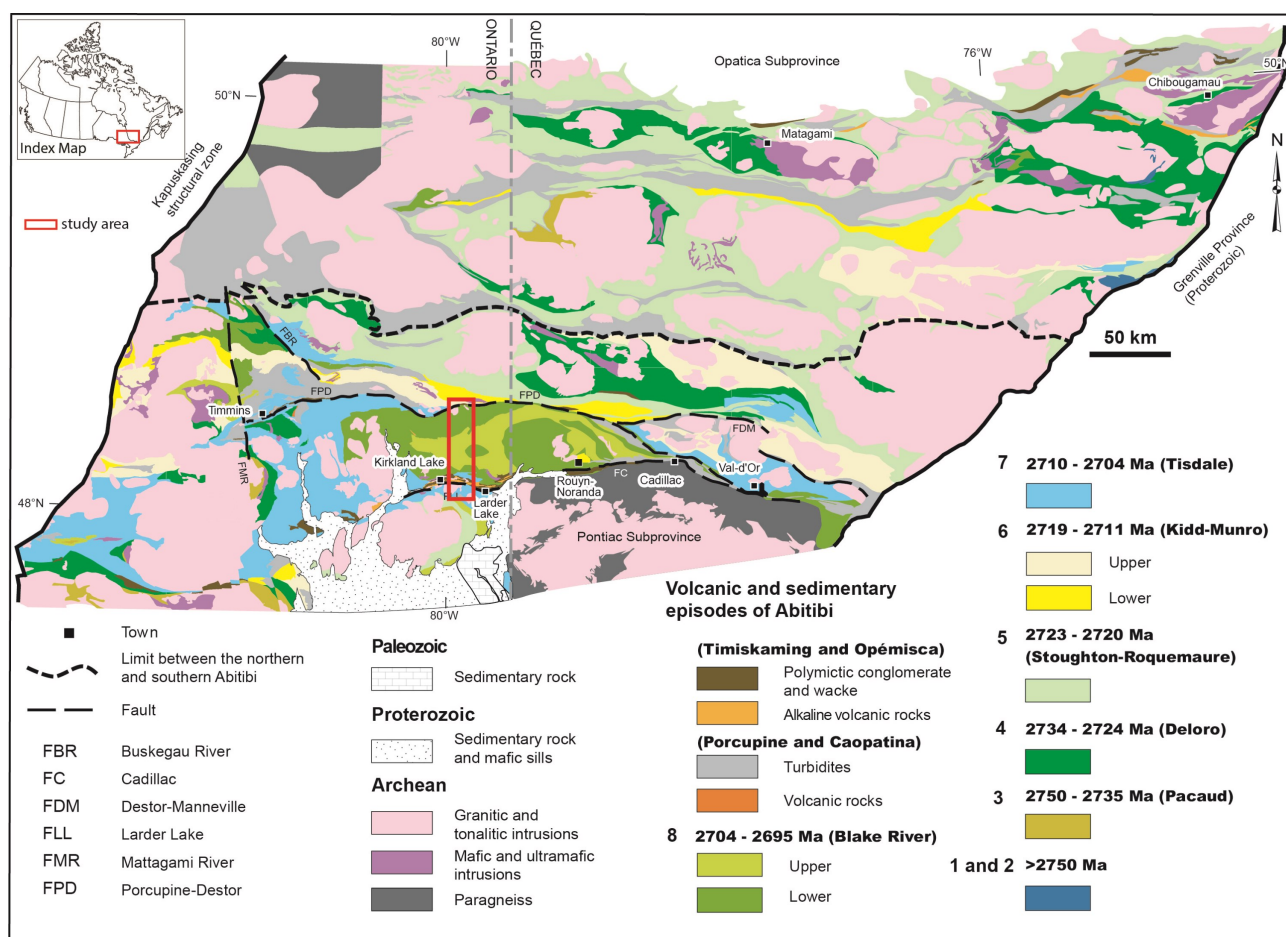 Index Map
study area
Kapuskasing
structural zone
80°W
ONTARIO
QUÉBEC
Opatica Subprovince
76°W
50°N
50°N
Chibougamau
Matagami
N
Grenville Province
(Proterozoic)
50 km
FBR
FPD
FPD
Timmins
FDM
Kirkland Lake
FMR
Rouyn-
Noranda
FC
Cadillac
Val-d'Or
Larder
Lake
48°N
Pontiac Subprovince
80°W
Town
Limit between the northern
and southern Abitibi
Fault
FBR Buskegau River
FC Cadillac
FDM Destor-Manneville
FLL Larder Lake
FMR Mattagami River
FPD Porcupine-Destor
Paleozoic
Sedimentary rock
Proterozoic
Sedimentary rock
and mafic sills
Archean
Granitic and
tonalitic intrusions
Mafic and ultramafic
intrusions
Paragneiss
Volcanic and sedimentary
episodes of Abitibi
(Timiskaming and Opémisca)
Polymictic conglomerate
and wacke
Alkaline volcanic rocks
(Porcupine and Caopatina)
Turbidites
Volcanic rocks
8 2704 - 2695 Ma (Blake River)
Upper
Lower
7 2710 - 2704 Ma (Tisdale)
6 2719 - 2711 Ma (Kidd-Munro)
Upper
Lower
5 2723 - 2720 Ma
(Stoughton-Roquemaure)
4 2734 - 2724 Ma (Deloro)
3 2750 - 2735 Ma (Pacaud)
1 and 2 >2750 Ma